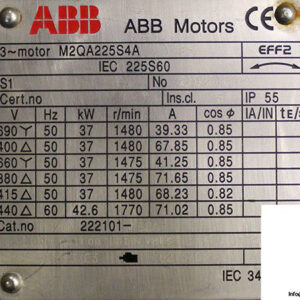 ABB ABB Motors CE
3~motor M2QA225S4A EFF2
IEC 225S60
S1 No
Cert.no Ins.cl. IP 55
V Hz kW r/min A cos ϕ IA/IN tE/s
690 Y 50 37 1480 39.33 0.85
400 △ 50 37 1480 67.85 0.85
660 Y 50 37 1475 41.25 0.85
380 △ 50 37 1475 71.65 0.85
415 △ 50 37 1480 68.23 0.82
440 △ 60 42.6 1770 71.02 0.85
Cat.no 222101-
IEC 34